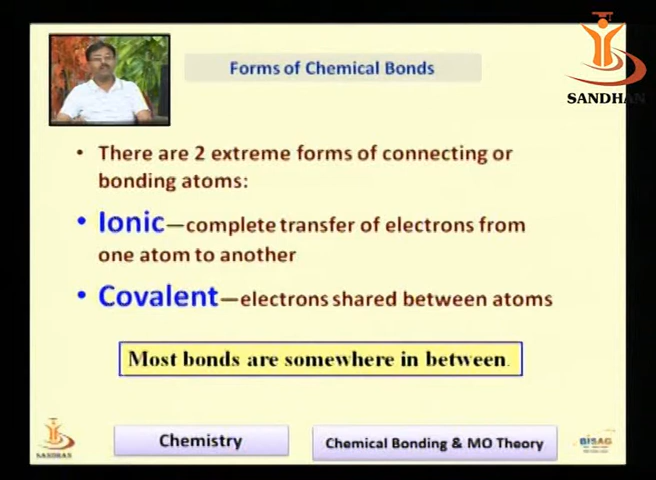 Forms of Chemical Bonds
SANDHAN
• There are 2 extreme forms of connecting or
bonding atoms:
• Ionic—complete transfer of electrons from
one atom to another
• Covalent—electrons shared between atoms
Most bonds are somewhere in between.
SANDHAN
Chemistry
Chemical Bonding & MO Theory
BISAG